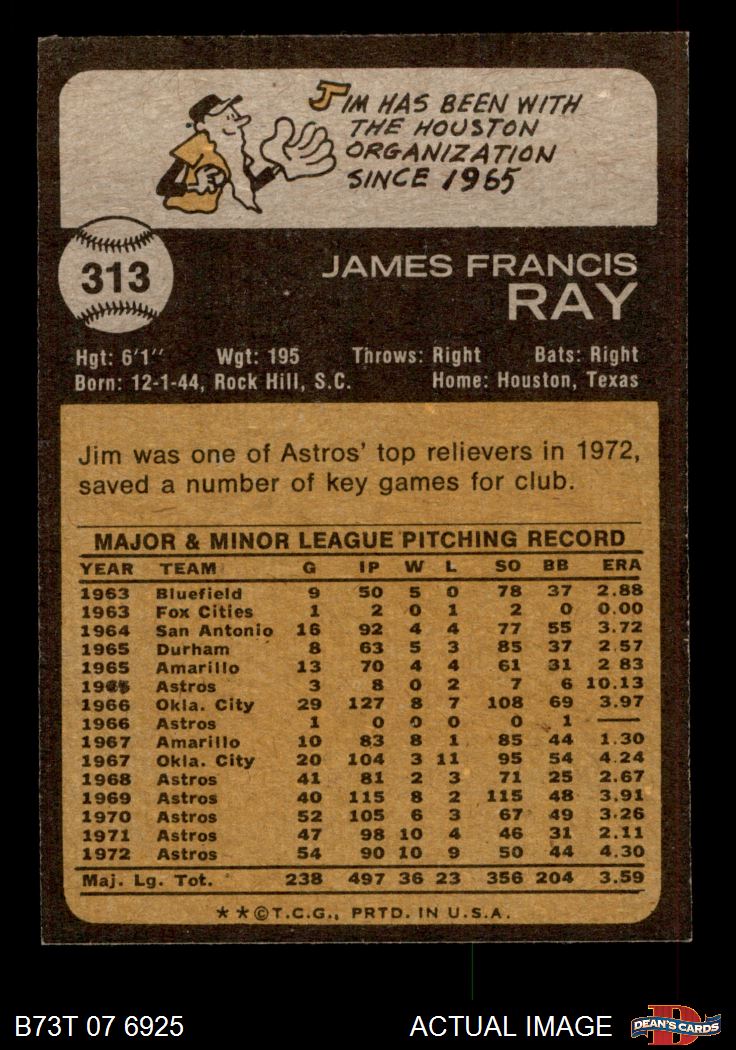 JIM HAS BEEN WITH
THE HOUSTON
ORGANIZATION
SINCE 1965
313
JAMES FRANCIS
RAY
Hgt: 6'1" Wgt: 195 Throws: Right Bats: Right
Born: 12-1-44, Rock Hill, S.C. Home: Houston, Texas
Jim was one of Astros' top relievers in 1972,
saved a number of key games for club.
MAJOR & MINOR LEAGUE PITCHING RECORD
YEAR TEAM G IP W L SO BB ERA
1963 Bluefield 9 50 5 0 78 37 2.88
1963 Fox Cities 1 2 0 1 2 0 0.00
1964 San Antonio 16 92 4 4 77 55 3.72
1965 Durham 8 63 5 3 85 37 2.57
1965 Amarillo 13 70 4 4 61 31 2 83
1965 Astros 3 8 0 2 7 6 10.13
1966 Okla. City 29 127 8 7 108 69 3.97
1966 Astros 1 0 0 0 0 1 —
1967 Amarillo 10 83 8 1 85 44 1.30
1967 Okla. City 20 104 3 11 95 54 4.24
1968 Astros 41 81 2 3 71 25 2.67
1969 Astros 40 115 8 2 115 48 3.91
1970 Astros 52 105 6 3 67 49 3.26
1971 Astros 47 98 10 4 46 31 2.11
1972 Astros 54 90 10 9 50 44 4.30
Maj. Lg. Tot. 238 497 36 23 356 204 3.59
**©T.C.G., PRTD. IN U.S.A.
B73T 07 6925 ACTUAL IMAGE D DEAN'S CARDS